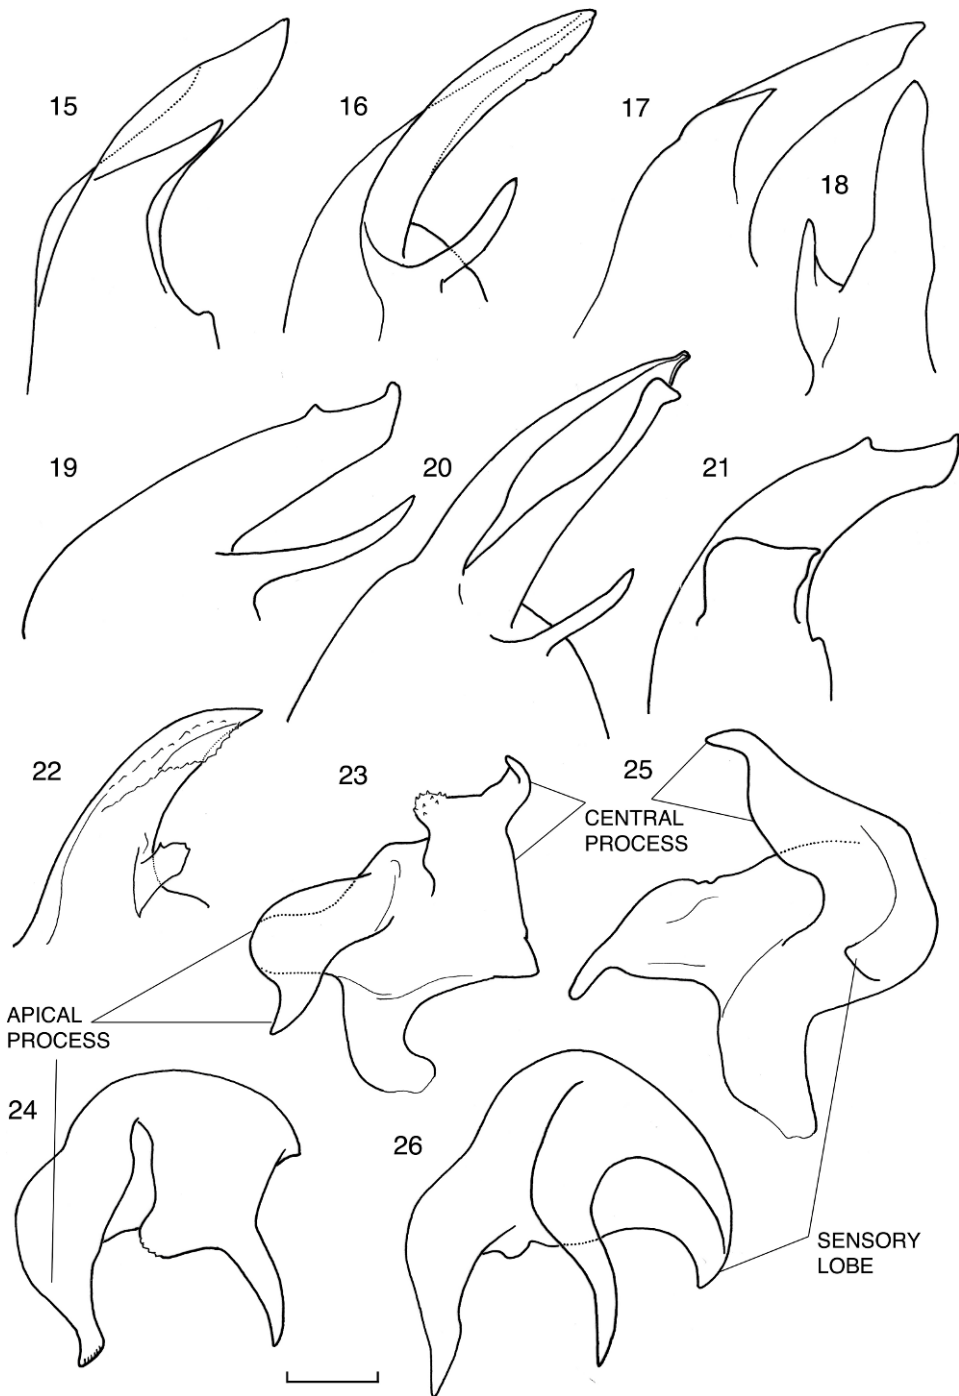 15
16
17
18
19
20
21
22
23
25
CENTRAL
PROCESS
APICAL
PROCESS
24
26
SENSORY
LOBE